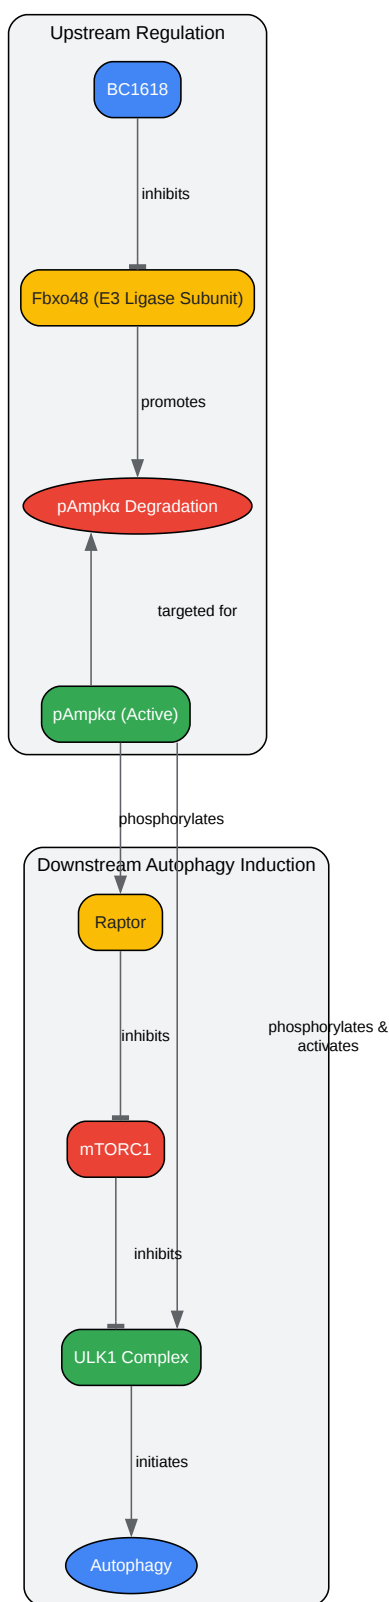 Upstream Regulation
BC1618
inhibits
Fbxo48 (E3 Ligase Subunit)
promotes
pAmpkα Degradation
targeted for
pAmpkα (Active)
phosphorylates
Downstream Autophagy Induction
Raptor
inhibits
phosphorylates &
activates
mTORC1
inhibits
ULK1 Complex
initiates
Autophagy